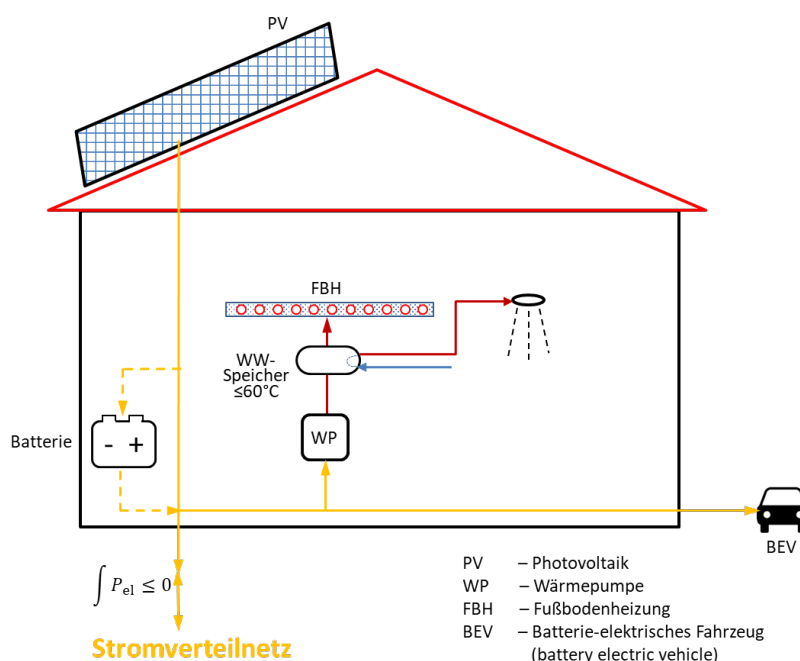 PV
FBH
WW-
Speicher
≤60°C
Batterie
- +
WP
BEV
∫ P_el ≤ 0
Stromverteilnetz
PV – Photovoltaik
WP – Wärmepumpe
FBH – Fußbodenheizung
BEV – Batterie-elektrisches Fahrzeug
(battery electric vehicle)